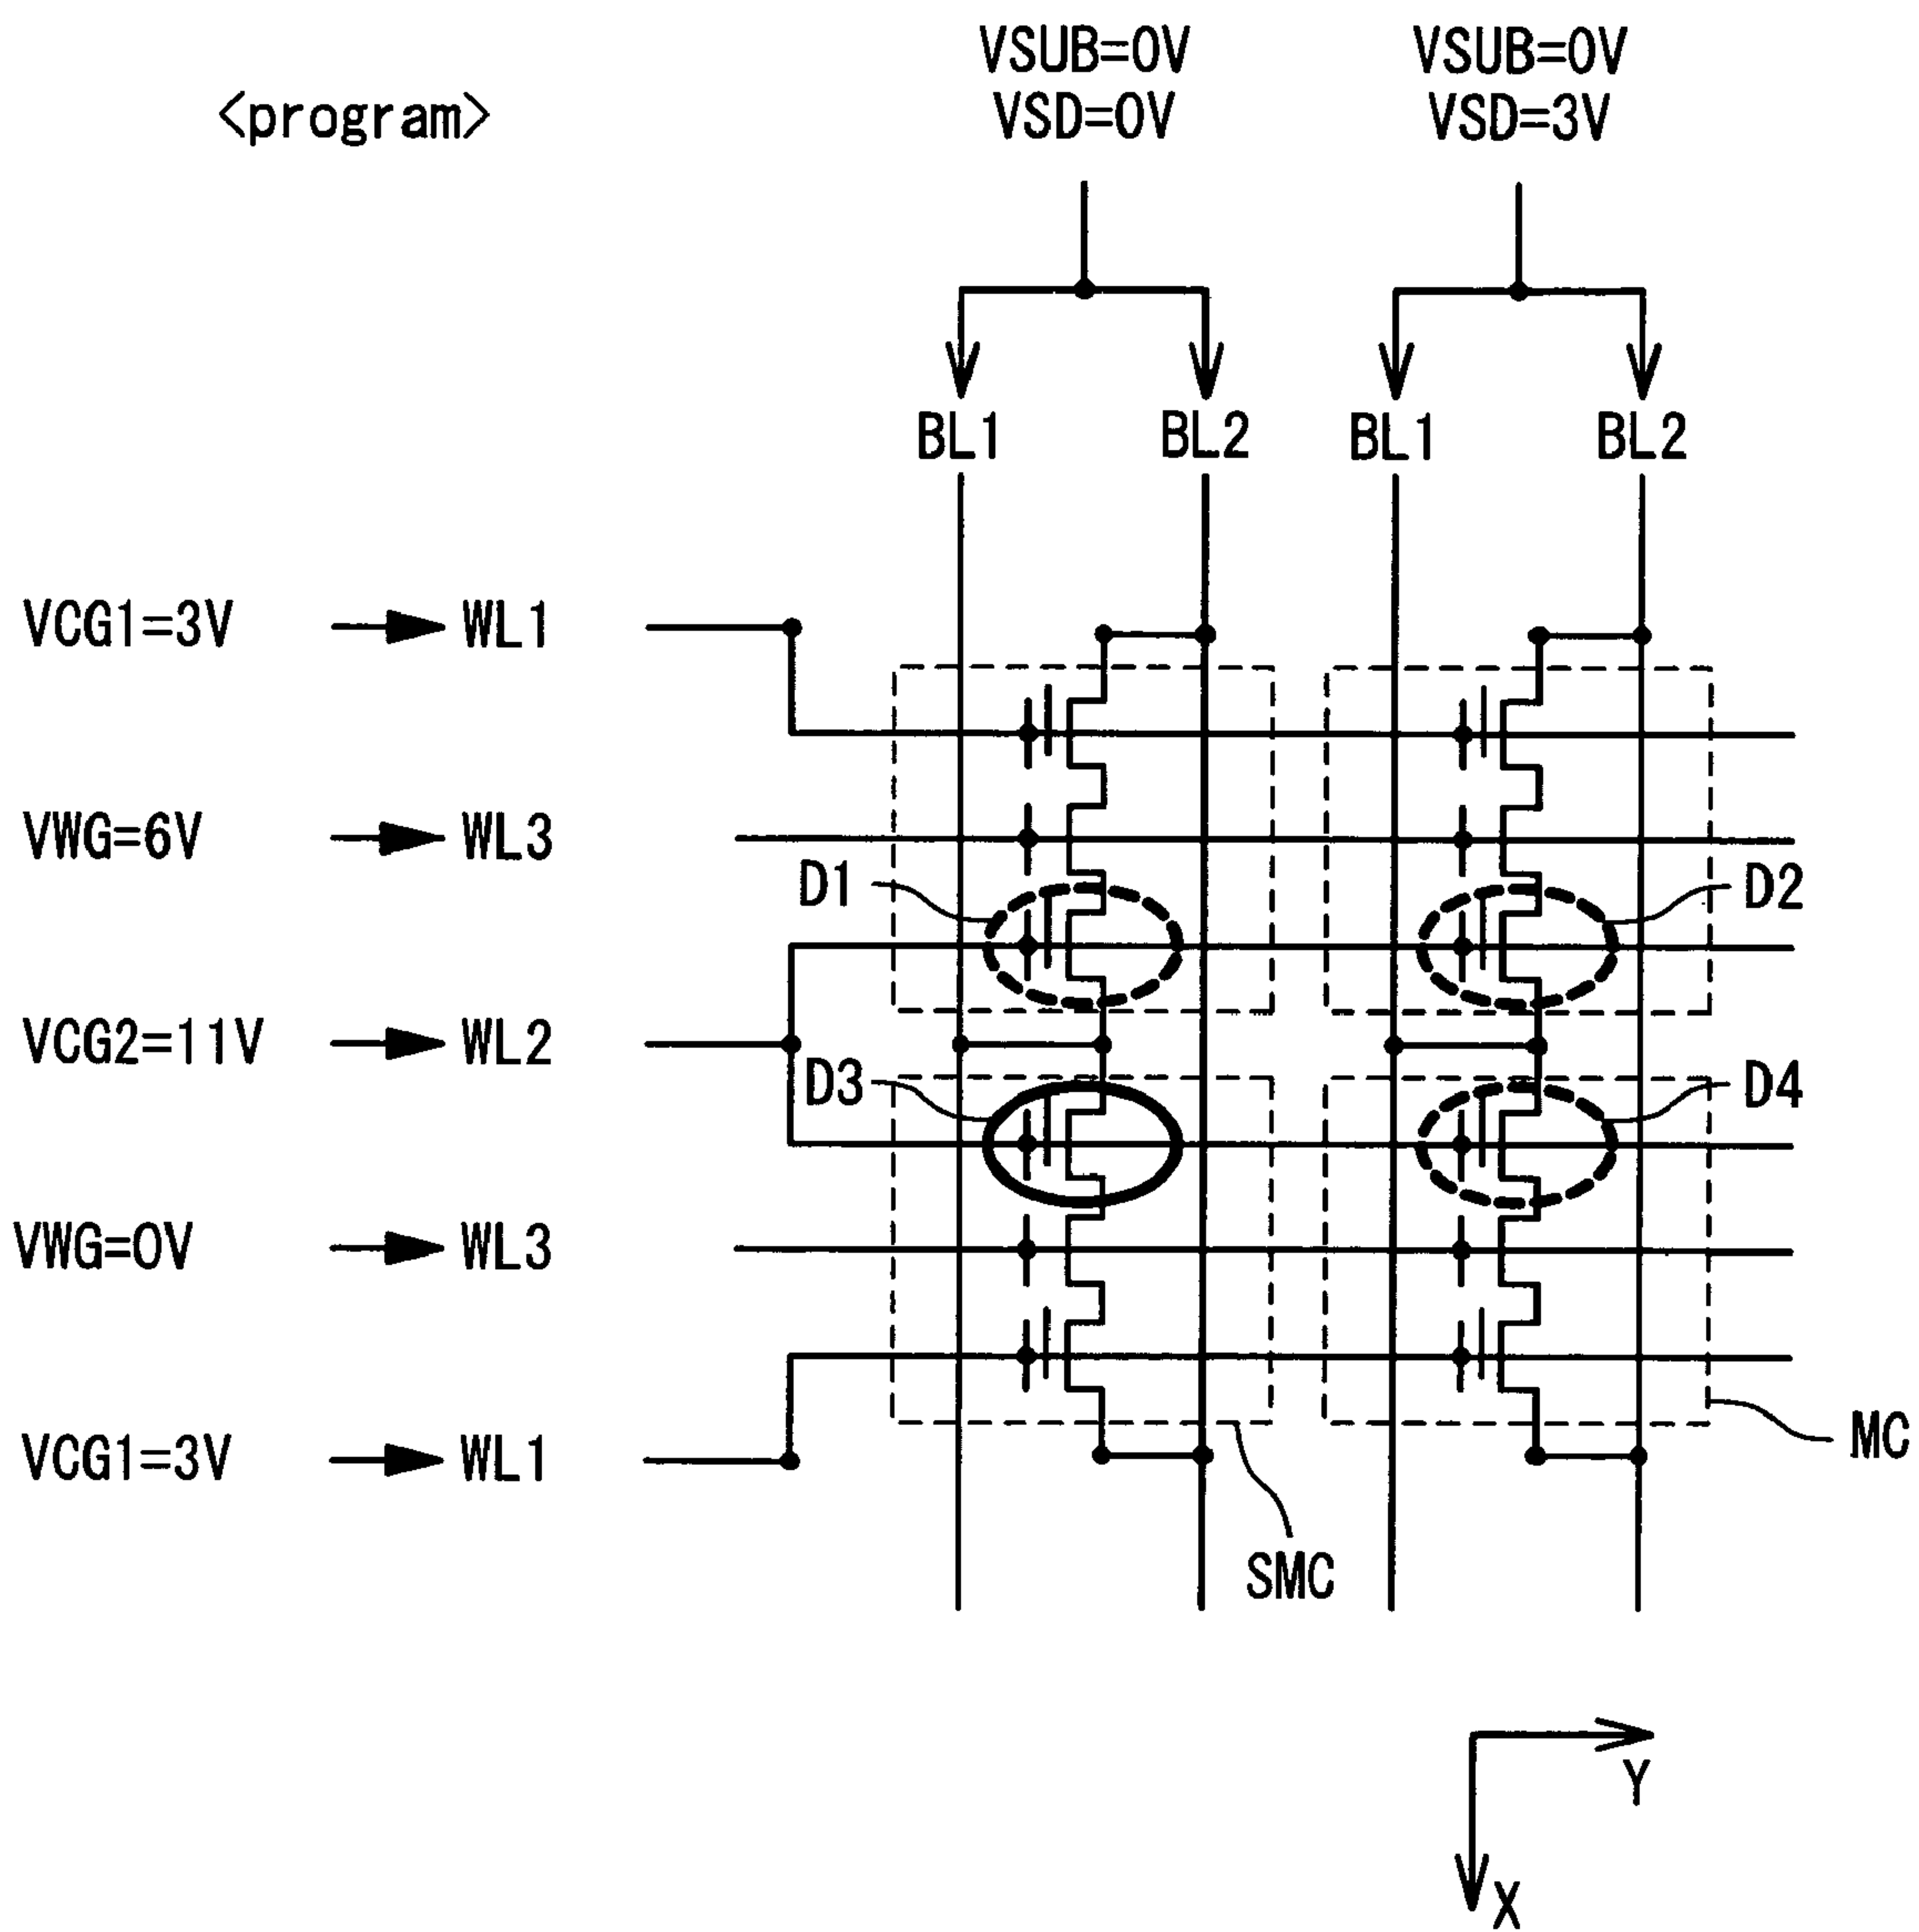 VSUB=0V VSUB=0V
<program> VSD=0V VSD=3V
BL1 BL2 BL1 BL2
VCG1=3V WL1
VWG=6V WL3
D1 D2
VCG2=11V WL2
D3 D4
VWG=0V WL3
VCG1=3V WL1
MC
SMC
Y
X